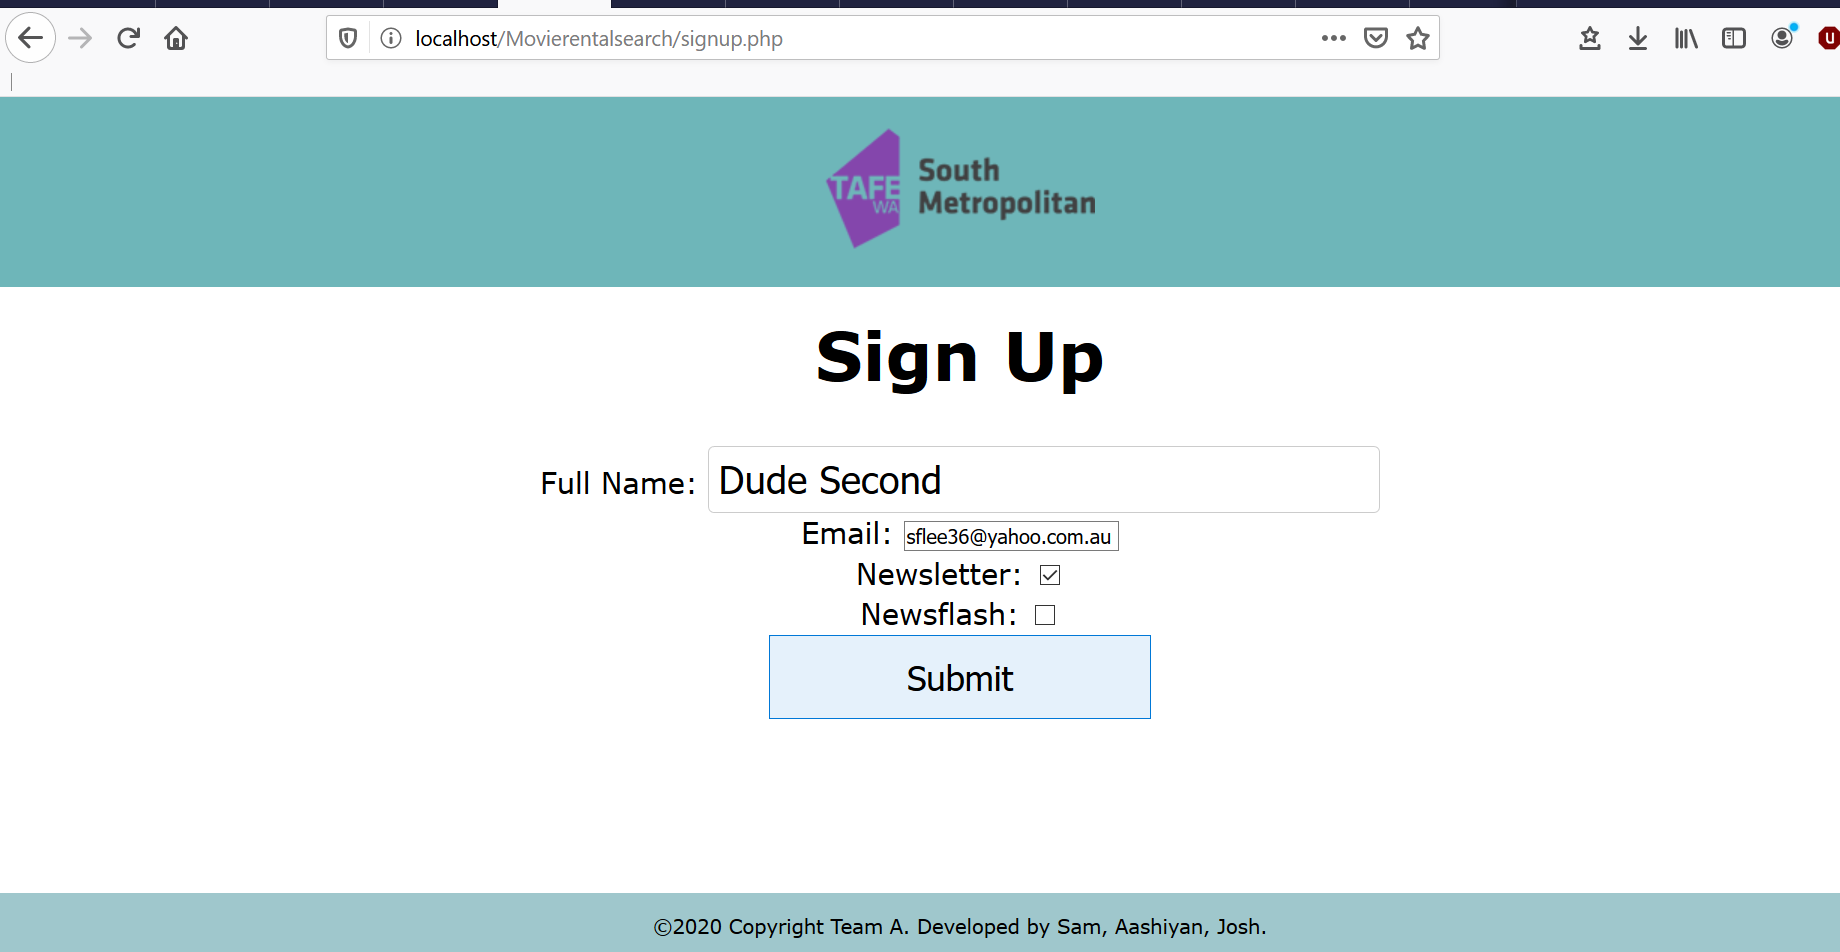 localhost/Movierentalsearch/signup.php
TAFE
WA
South
Metropolitan
Sign Up
Full Name: Dude Second
Email: sflee36@yahoo.com.au
Newsletter:
Newsflash:
Submit
©2020 Copyright Team A. Developed by Sam, Aashiyan, Josh.